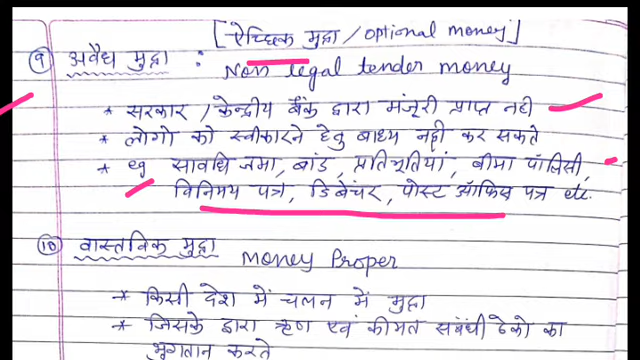 [ऐच्छिक मुद्रा / optional money]
⑨ अवैध मुद्रा :
Non legal tender money
* सरकार / केन्द्रीय बैंक द्वारा मंजूरी प्राप्त नही
* लोगो को स्वीकारने हेतु बाध्य नही कर सकते
* eg सावधि जमा, बांड, प्रतिभूतियां, बीमा पॉलिसी,
विनिमय पत्र, डिबेंचर, पोस्ट ऑफिस पत्र etc.
⑩ वास्तविक मुद्रा Money Proper
* किसी देश में चलन में मुद्रा
* जिसके द्वारा ऋण एवं कीमत संबंधी ठेको का
भुगतान करते